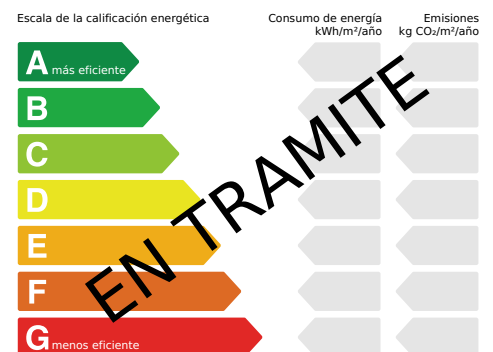 Escala de la calificación energética
Consumo de energía
kWh/m²/año
Emisiones
kg CO₂/m²/año
A más eficiente
B
C
D
E
F
G menos eficiente
EN TRAMITE